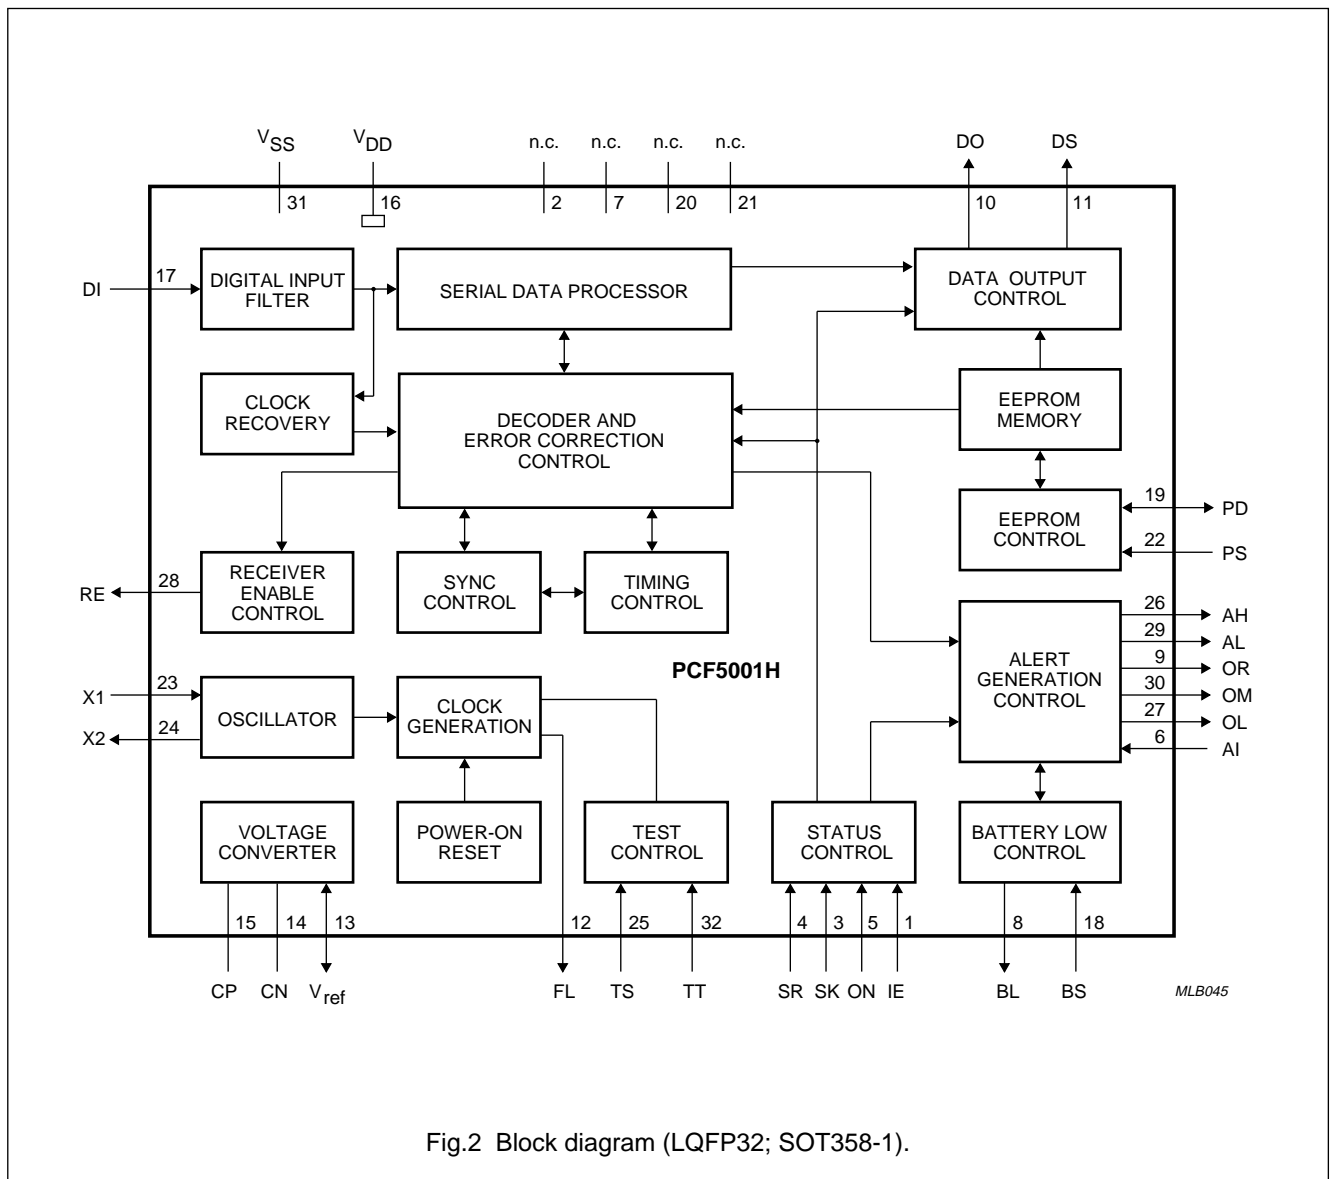 VSS VDD n.c. n.c. n.c. n.c. DO DS
31 16 2 7 20 21 10 11
DI 17
DIGITAL INPUT
FILTER
SERIAL DATA PROCESSOR
DATA OUTPUT
CONTROL
CLOCK
RECOVERY
DECODER AND
ERROR CORRECTION
CONTROL
EEPROM
MEMORY
EEPROM
CONTROL
19 PD
22 PS
RE 28
RECEIVER
ENABLE
CONTROL
SYNC
CONTROL
TIMING
CONTROL
PCF5001H
ALERT
GENERATION
CONTROL
26 AH
29 AL
9 OR
30 OM
27 OL
6 AI
X1 23
X2 24
OSCILLATOR
CLOCK
GENERATION
VOLTAGE
CONVERTER
POWER-ON
RESET
TEST
CONTROL
STATUS
CONTROL
BATTERY LOW
CONTROL
15 14 13 12 25 32 4 3 5 1 8 18
CP CN Vref FL TS TT SR SK ON IE BL BS
MLB045
Fig.2 Block diagram (LQFP32; SOT358-1).